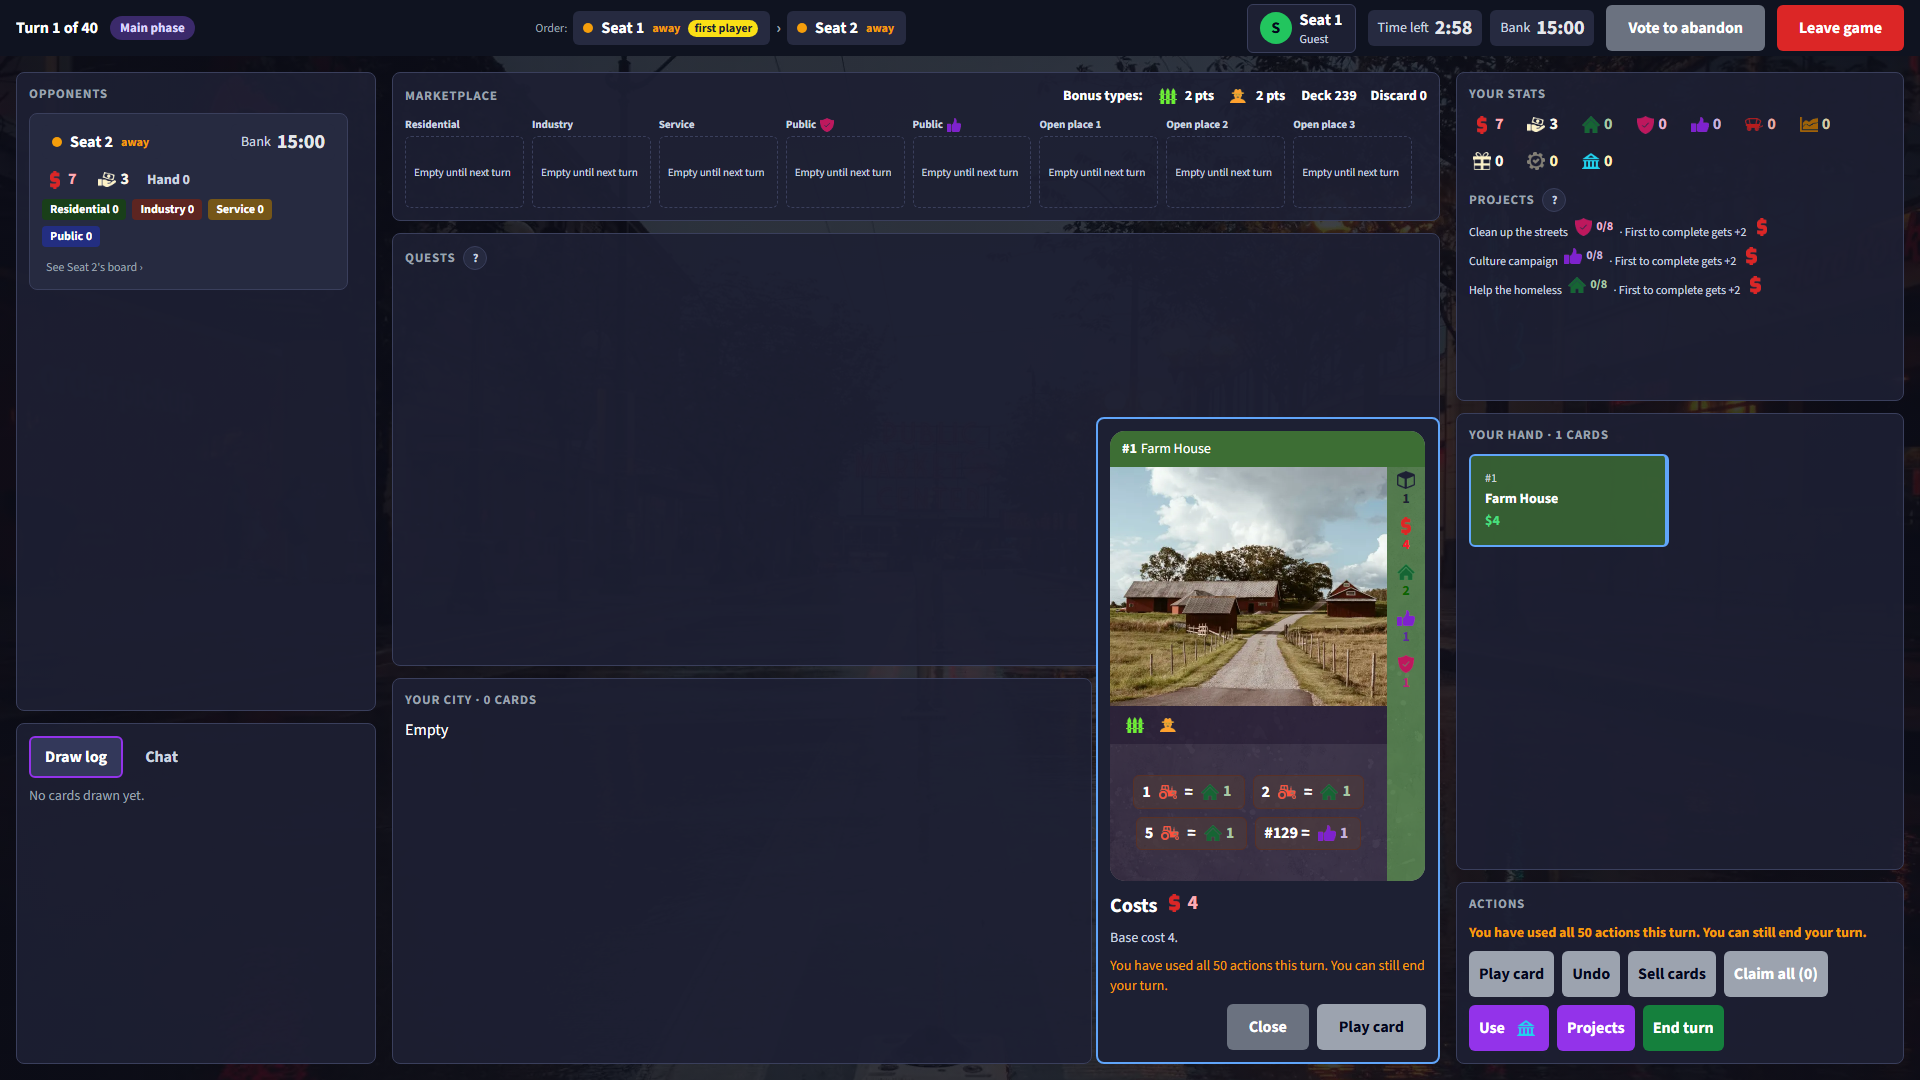 Turn 1 of 40 Main phase
Order: Seat 1 away first player › Seat 2 away
S Seat 1 Guest
Time left 2:58
Bank 15:00
Vote to abandon
Leave game
OPPONENTS
Seat 2 away Bank 15:00
7 3 Hand 0
Residential 0 Industry 0 Service 0
Public 0
See Seat 2's board ›
Draw log Chat
No cards drawn yet.
MARKETPLACE
Bonus types: 2 pts 2 pts Deck 239 Discard 0
Residential Industry Service Public Public Open place 1 Open place 2 Open place 3
Empty until next turn Empty until next turn Empty until next turn Empty until next turn Empty until next turn Empty until next turn Empty until next turn Empty until next turn
QUESTS ?
YOUR CITY · 0 CARDS
Empty
#1 Farm House
1
4
2
1
1
1 = 1 2 = 1
5 = 1 #129 = 1
Costs 4
Base cost 4.
You have used all 50 actions this turn. You can still end
your turn.
Close Play card
YOUR STATS
7 3 0 0 0 0 0
0 0 0
PROJECTS ?
Clean up the streets 0/8 · First to complete gets +2
Culture campaign 0/8 · First to complete gets +2
Help the homeless 0/8 · First to complete gets +2
YOUR HAND · 1 CARDS
#1
Farm House
$4
ACTIONS
You have used all 50 actions this turn. You can still end your turn.
Play card Undo Sell cards Claim all (0)
Use Projects End turn